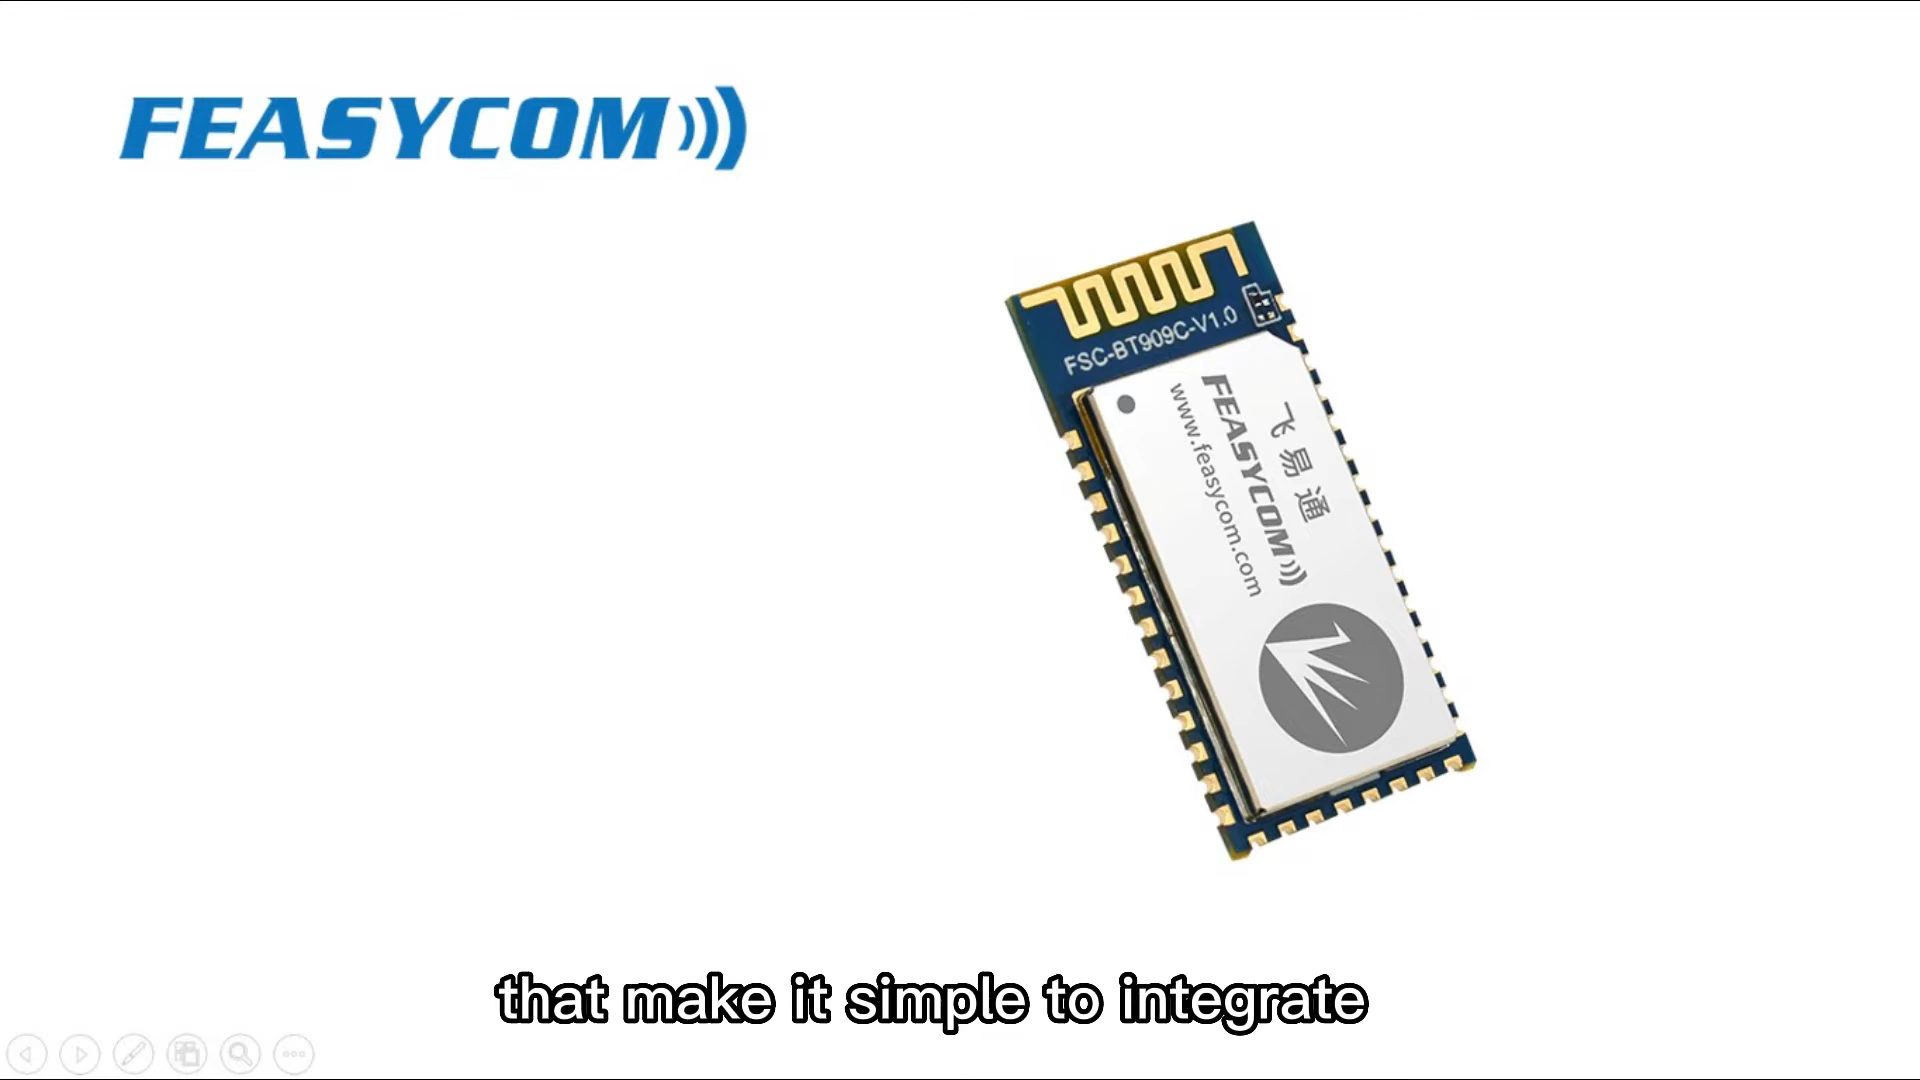 FEASYCOM
FSC-BT909C-V1.0
飞易通
FEASYCOM
www.feasycom.com
that make it simple to integrate